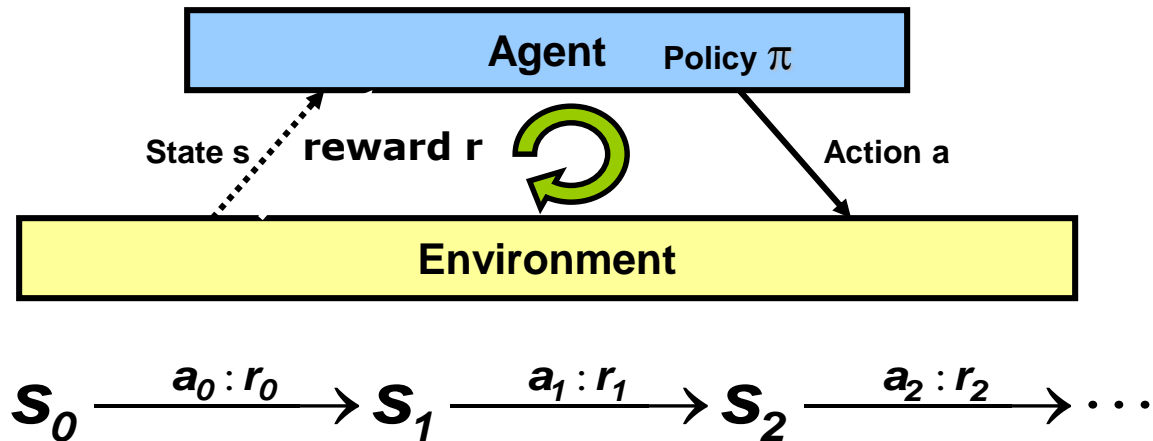 Agent Policy π
State s reward r Action a
Environment
s₀ a₀ : r₀ s₁ a₁ : r₁ s₂ a₂ : r₂ ···